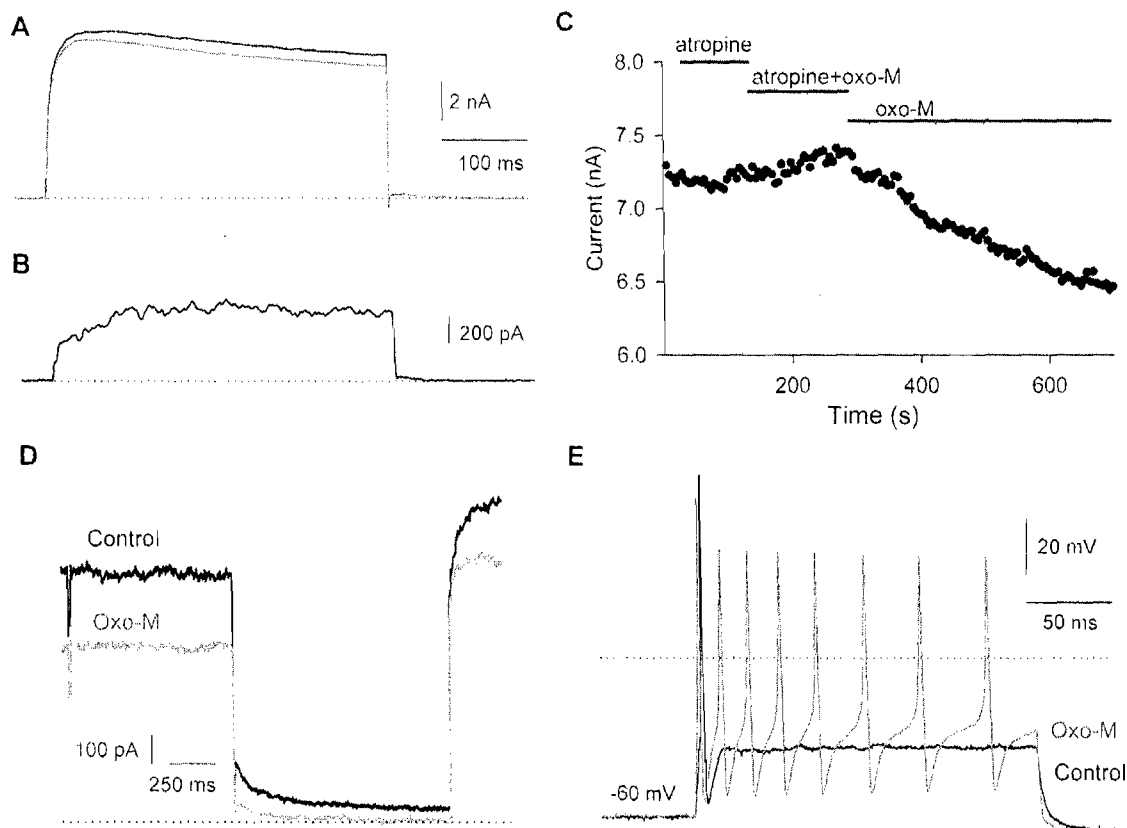 A
2 nA
100 ms
B
200 pA
C
atropine
atropine+oxo-M
oxo-M
8.0
7.5
7.0
6.5
6.0
Current (nA)
200
400
600
Time (s)
D
Control
Oxo-M
100 pA
250 ms
E
20 mV
50 ms
Oxo-M
Control
-60 mV